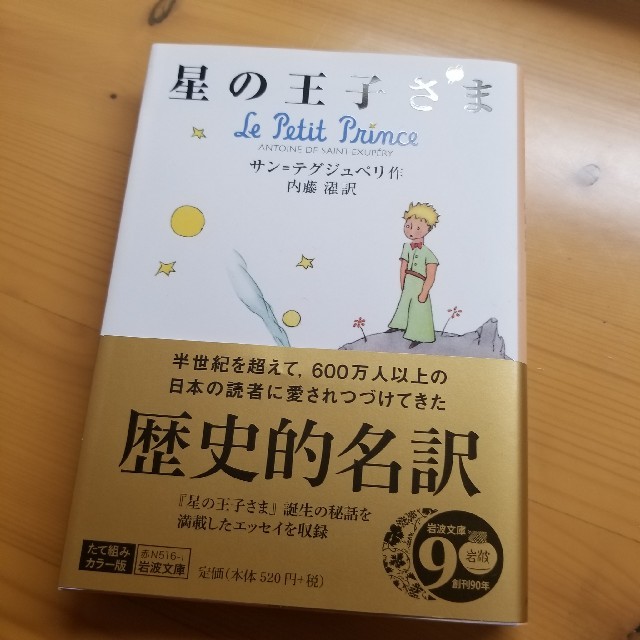 星の王子さま
Le Petit Prince
ANTOINE DE SAINT-EXUPÉRY
サン=テグジュペリ作
内藤 濯訳
半世紀を超えて、600万人以上の
日本の読者に愛されつづけてきた
歴史的名訳
『星の王子さま』誕生の秘話を
満載したエッセイを収録
たて組み
カラー版
赤N516-1
岩波文庫
定価(本体520円+税)
岩波文庫
90
岩波
創刊90年